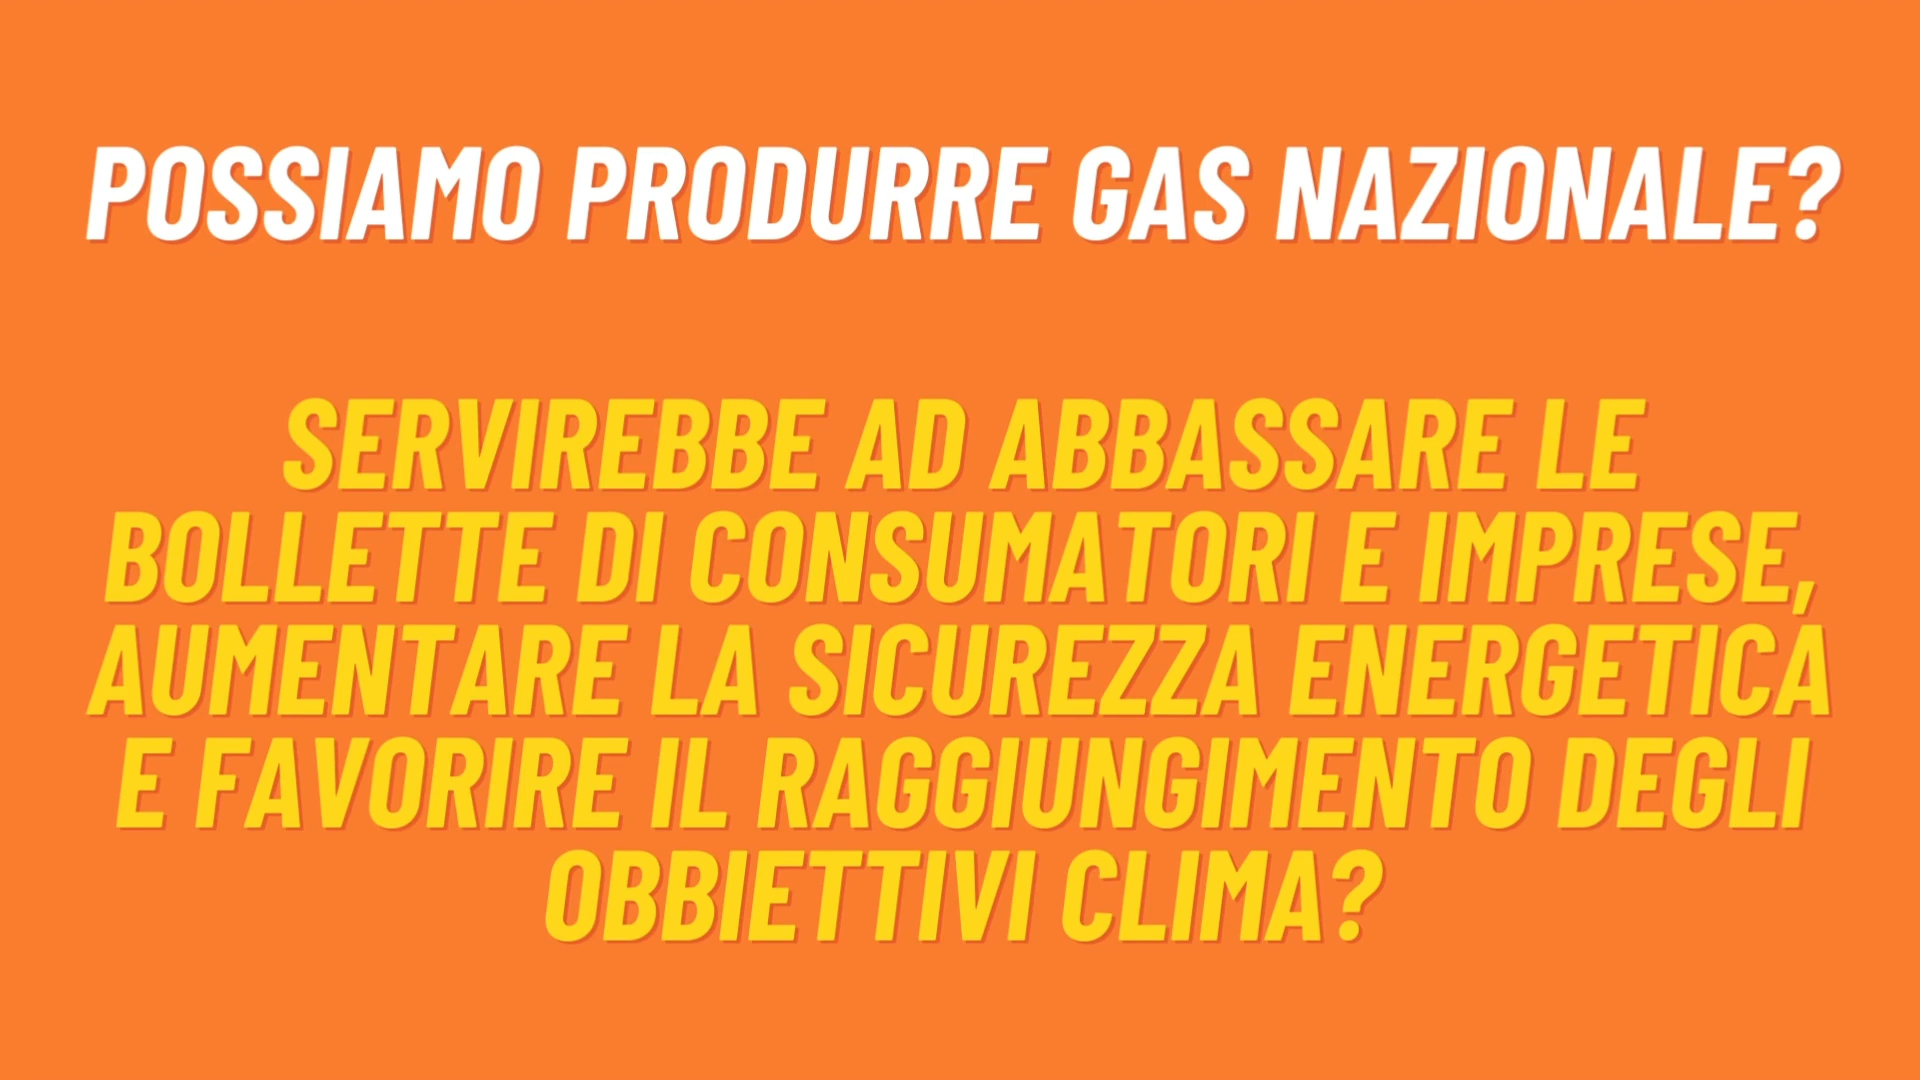 POSSIAMO PRODURRE GAS NAZIONALE?
SERVIREBBE AD ABBASSARE LE
BOLLETTE DI CONSUMATORI E IMPRESE,
AUMENTARE LA SICUREZZA ENERGETICA
E FAVORIRE IL RAGGIUNGIMENTO DEGLI
OBBIETTIVI CLIMA?